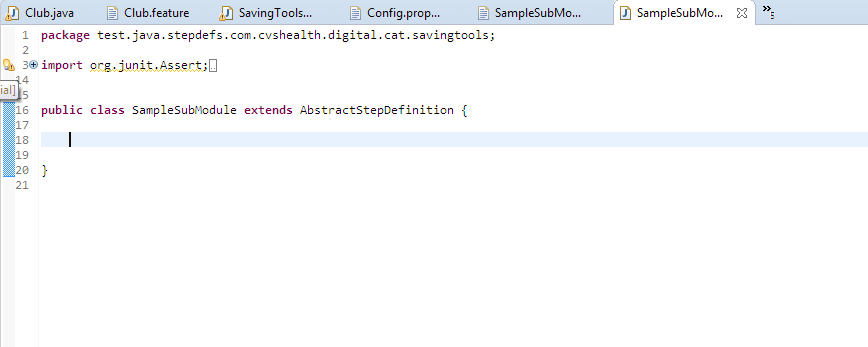 Club.java
Club.feature
SavingTools...
Config.prop...
SampleSubMo...
SampleSubMo...
5
1 package test.java.stepdefs.com.cvshealth.digital.cat.savingtools;
2
3 import org.junit.Assert;
14
ial]
15
16 public class SampleSubModule extends AbstractStepDefinition {
17
18
19
20 }
21